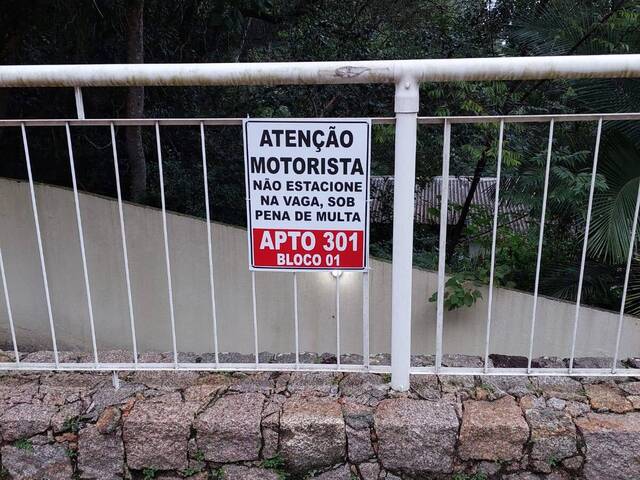 ATENÇÃO
MOTORISTA
NÃO ESTACIONE
NA VAGA, SOB
PENA DE MULTA
APTO 301
BLOCO 01